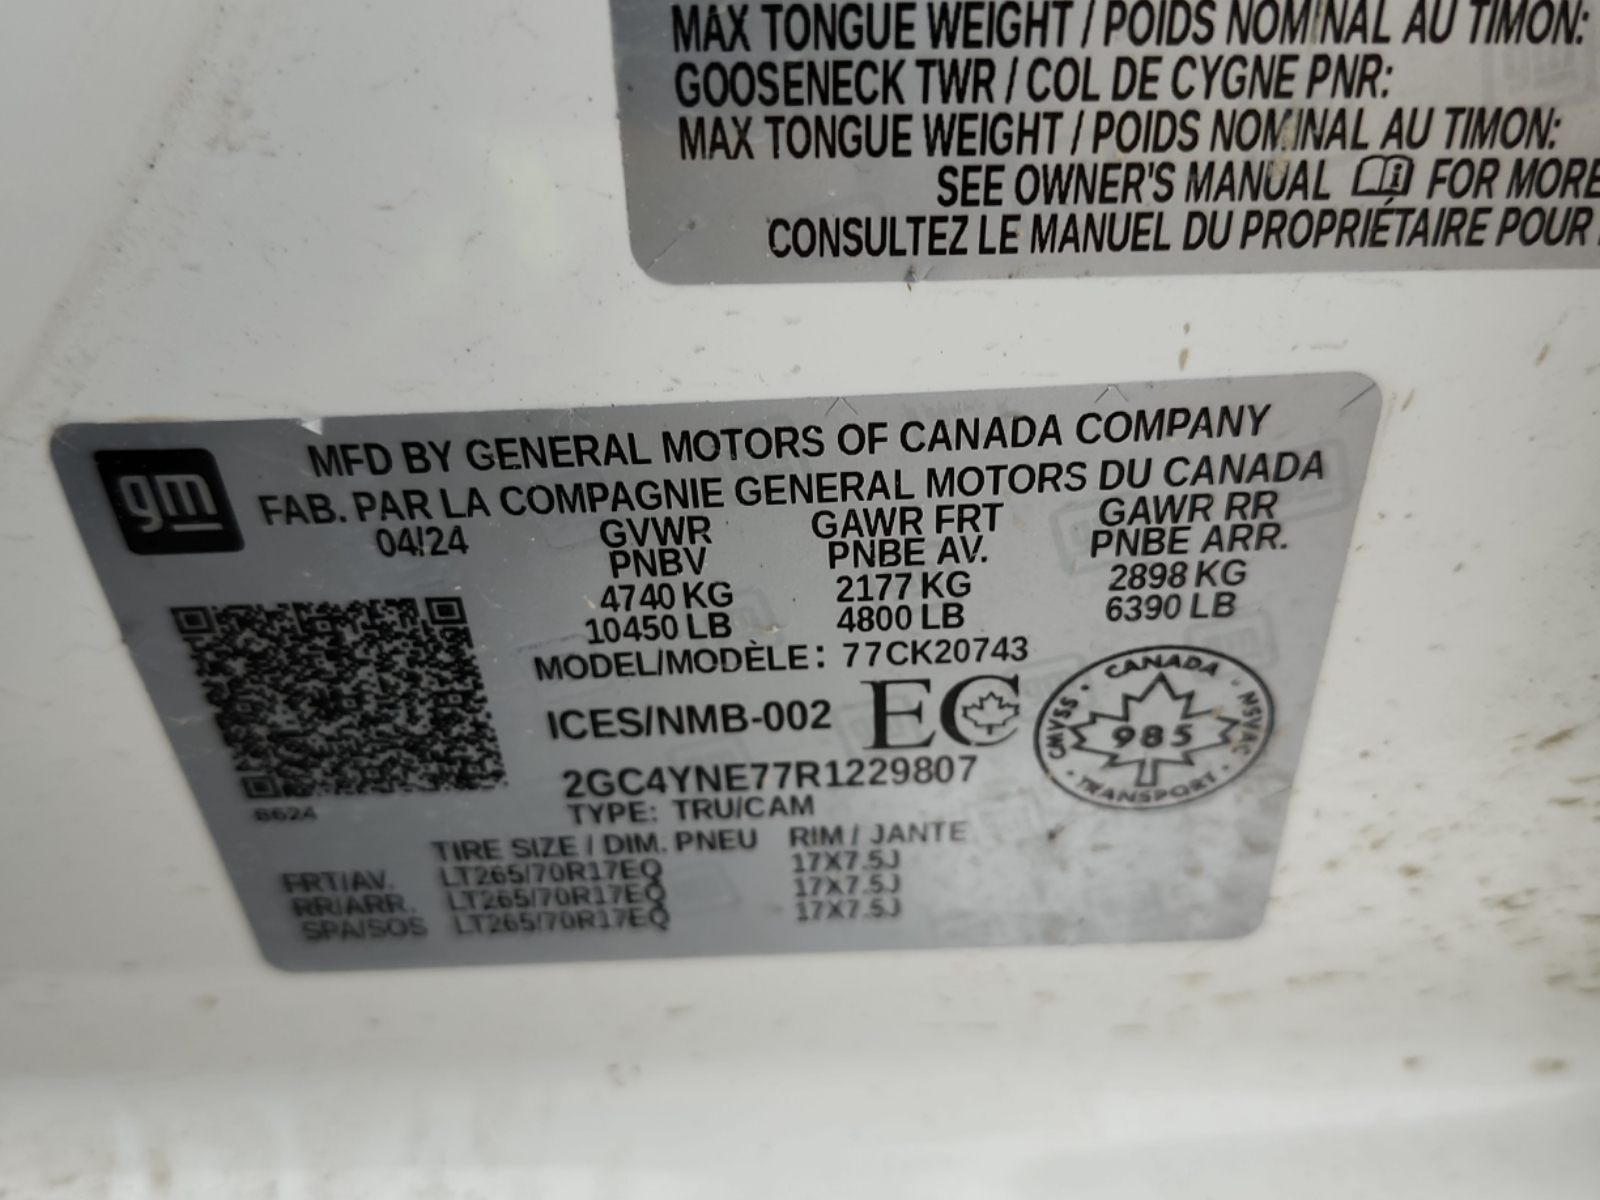 MAX TONGUE WEIGHT / POIDS NOMINAL AU TIMON:
GOOSENECK TWR / COL DE CYGNE PNR:
MAX TONGUE WEIGHT / POIDS NOMINAL AU TIMON:
SEE OWNER'S MANUAL FOR MORE
CONSULTEZ LE MANUEL DU PROPRIÉTAIRE POUR
gm
MFD BY GENERAL MOTORS OF CANADA COMPANY
FAB. PAR LA COMPAGNIE GENERAL MOTORS DU CANADA
04/24 GVWR GAWR FRT GAWR RR
PNBV PNBE AV. PNBE ARR.
4740 KG 2177 KG 2898 KG
10450 LB 4800 LB 6390 LB
MODEL/MODÈLE: 77CK20743
ICES/NMB-002 EC
CANADA
CMVSS 985 NSVAC
TRANSPORT
2GC4YNE77R1229807
8624 TYPE: TRU/CAM
TIRE SIZE / DIM. PNEU RIM / JANTE
FRT/AV. LT265/70R17EQ 17X7.5J
RR/ARR. LT265/70R17EQ 17X7.5J
SPA/SOS LT265/70R17EQ 17X7.5J